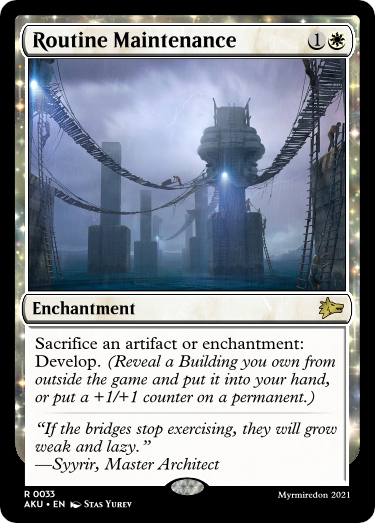 Routine Maintenance 1
Enchantment
Sacrifice an artifact or enchantment:
Develop. (Reveal a Building you own from
outside the game and put it into your hand,
or put a +1/+1 counter on a permanent.)
“If the bridges stop exercising, they will grow
weak and lazy.”
—Syyrir, Master Architect
R 0033
AKU • EN Stas Yurev
Myrmiredon 2021